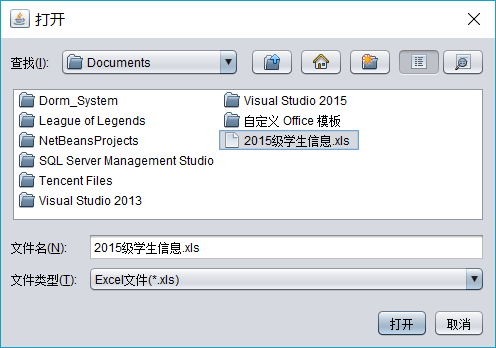 打开
查找(I):
Documents
Dorm_System
League of Legends
NetBeansProjects
SQL Server Management Studio
Tencent Files
Visual Studio 2013
Visual Studio 2015
自定义 Office 模板
2015级学生信息.xls
文件名(N):
2015级学生信息.xls
文件类型(T):
Excel文件(*.xls)
打开
取消